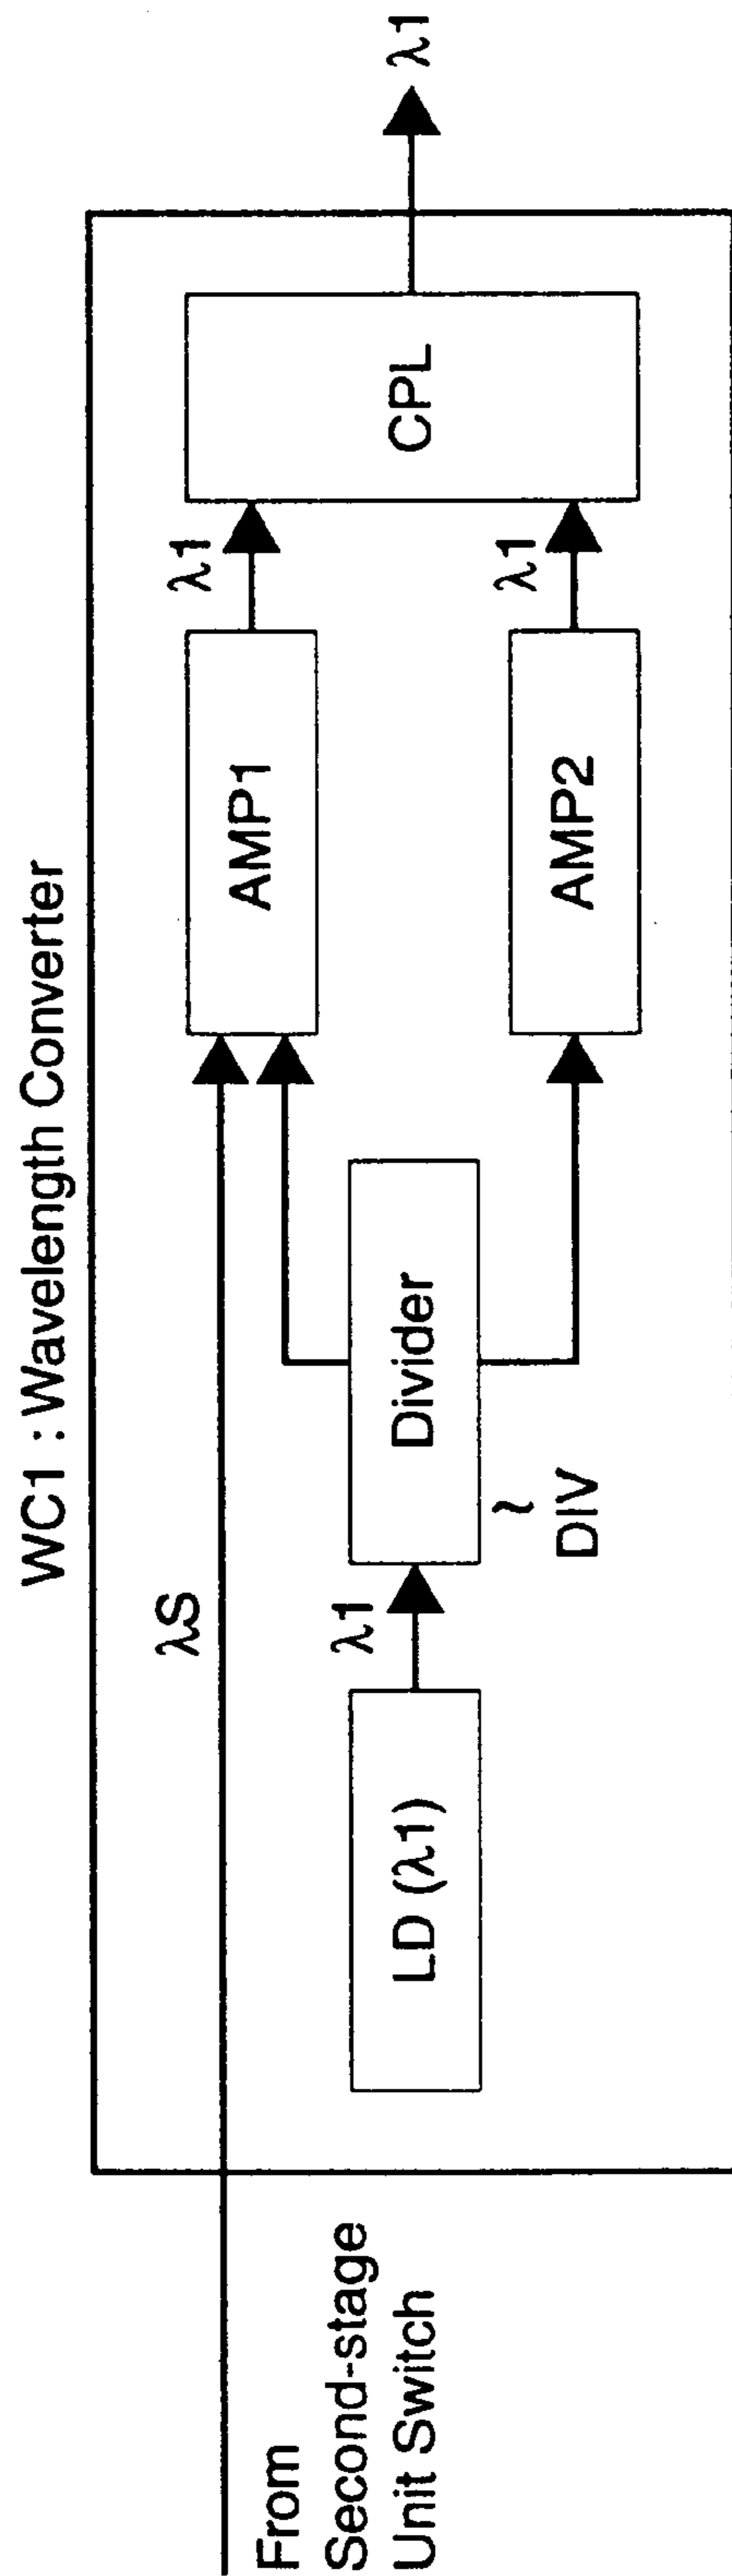 WC1 : Wavelength Converter
From
Second-stage
Unit Switch
λS
LD (λ1)
λ1
Divider
DIV
AMP1
AMP2
λ1
λ1
CPL
λ1